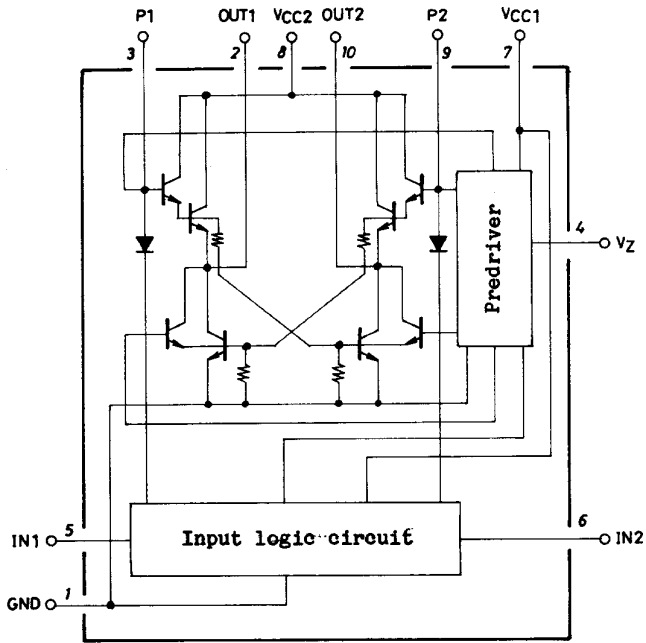 P1 OUT1 VCC2 OUT2 P2 VCC1
3 2 8 10 9 7
4
VZ
Predriver
5 6
IN1 Input logic circuit IN2
1
GND